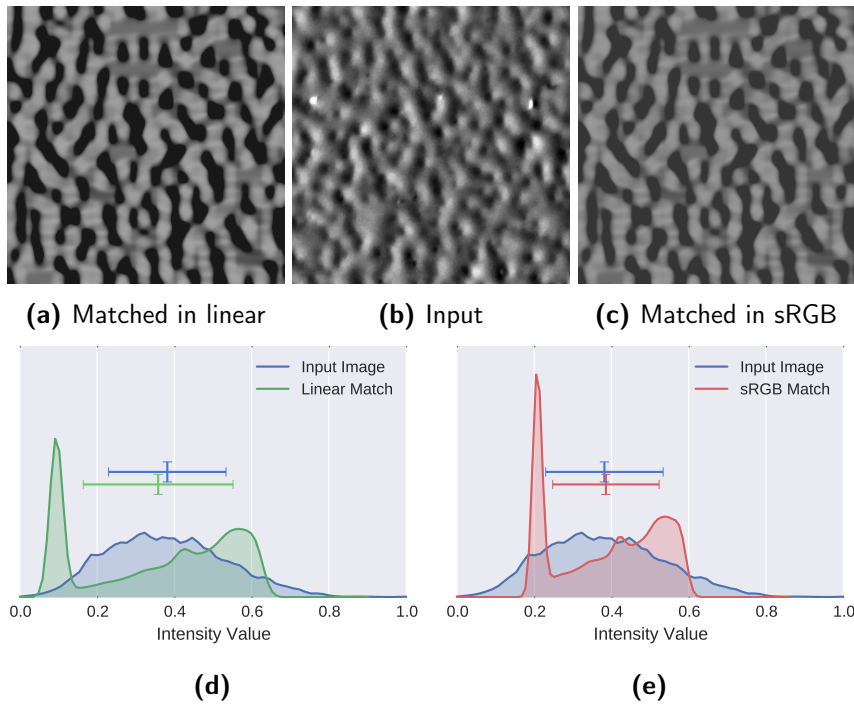 (a) Matched in linear
(b) Input
(c) Matched in sRGB
Input Image
Linear Match
0.0 0.2 0.4 0.6 0.8 1.0
Intensity Value
(d)
Input Image
sRGB Match
0.0 0.2 0.4 0.6 0.8 1.0
Intensity Value
(e)